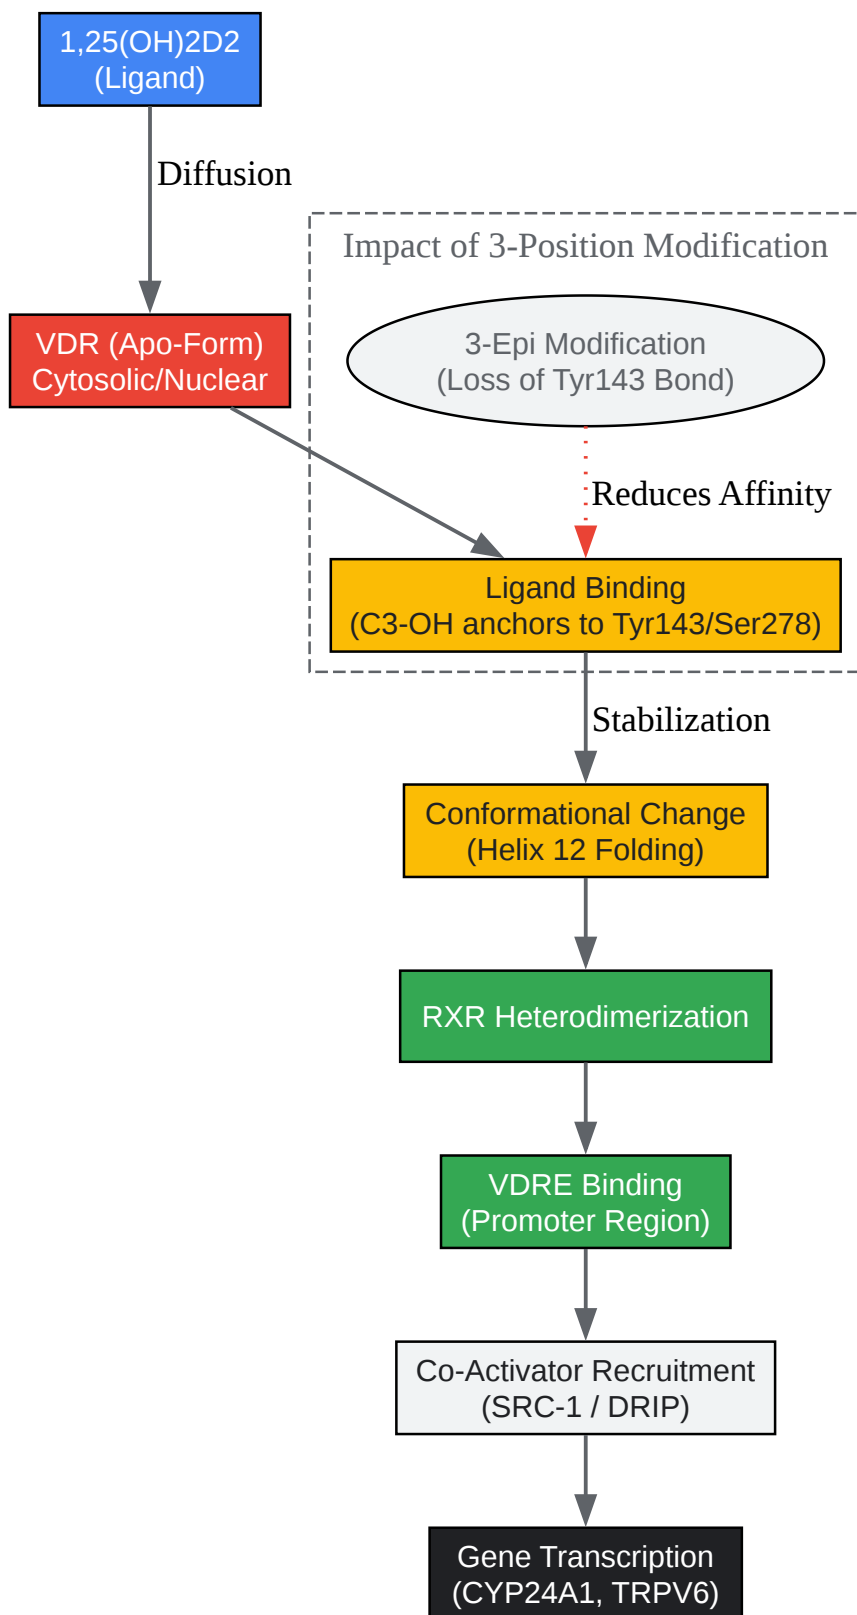 1,25(OH)2D2
(Ligand)
Diffusion
VDR (Apo-Form)
Cytosolic/Nuclear
Impact of 3-Position Modification
3-Epi Modification
(Loss of Tyr143 Bond)
Reduces Affinity
Ligand Binding
(C3-OH anchors to Tyr143/Ser278)
Stabilization
Conformational Change
(Helix 12 Folding)
RXR Heterodimerization
VDRE Binding
(Promoter Region)
Co-Activator Recruitment
(SRC-1 / DRIP)
Gene Transcription
(CYP24A1, TRPV6)